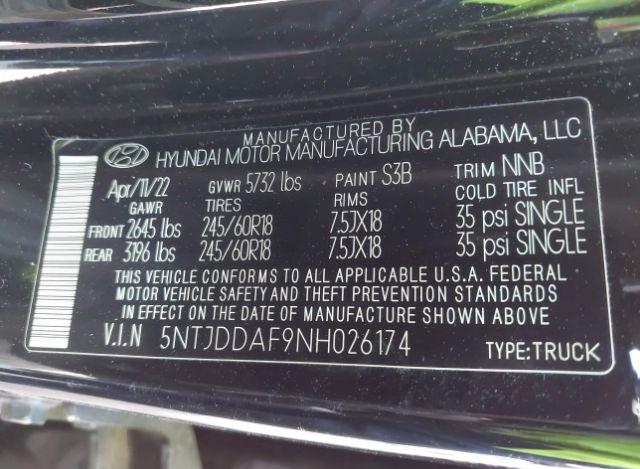 MANUFACTURED BY
HYUNDAI MOTOR MANUFACTURING ALABAMA, LLC
Apr/11/22 GVWR 5732 lbs PAINT S3B TRIM NNB
GAWR TIRES RIMS COLD TIRE INFL
FRONT 2645 lbs 245/60R18 7.5JX18 35 psi SINGLE
REAR 3196 lbs 245/60R18 7.5JX18 35 psi SINGLE
THIS VEHICLE CONFORMS TO ALL APPLICABLE U.S.A. FEDERAL
MOTOR VEHICLE SAFETY AND THEFT PREVENTION STANDARDS
IN EFFECT ON THE DATE OF MANUFACTURE SHOWN ABOVE.
V.I.N 5NTJDDAF9NH026174 TYPE:TRUCK